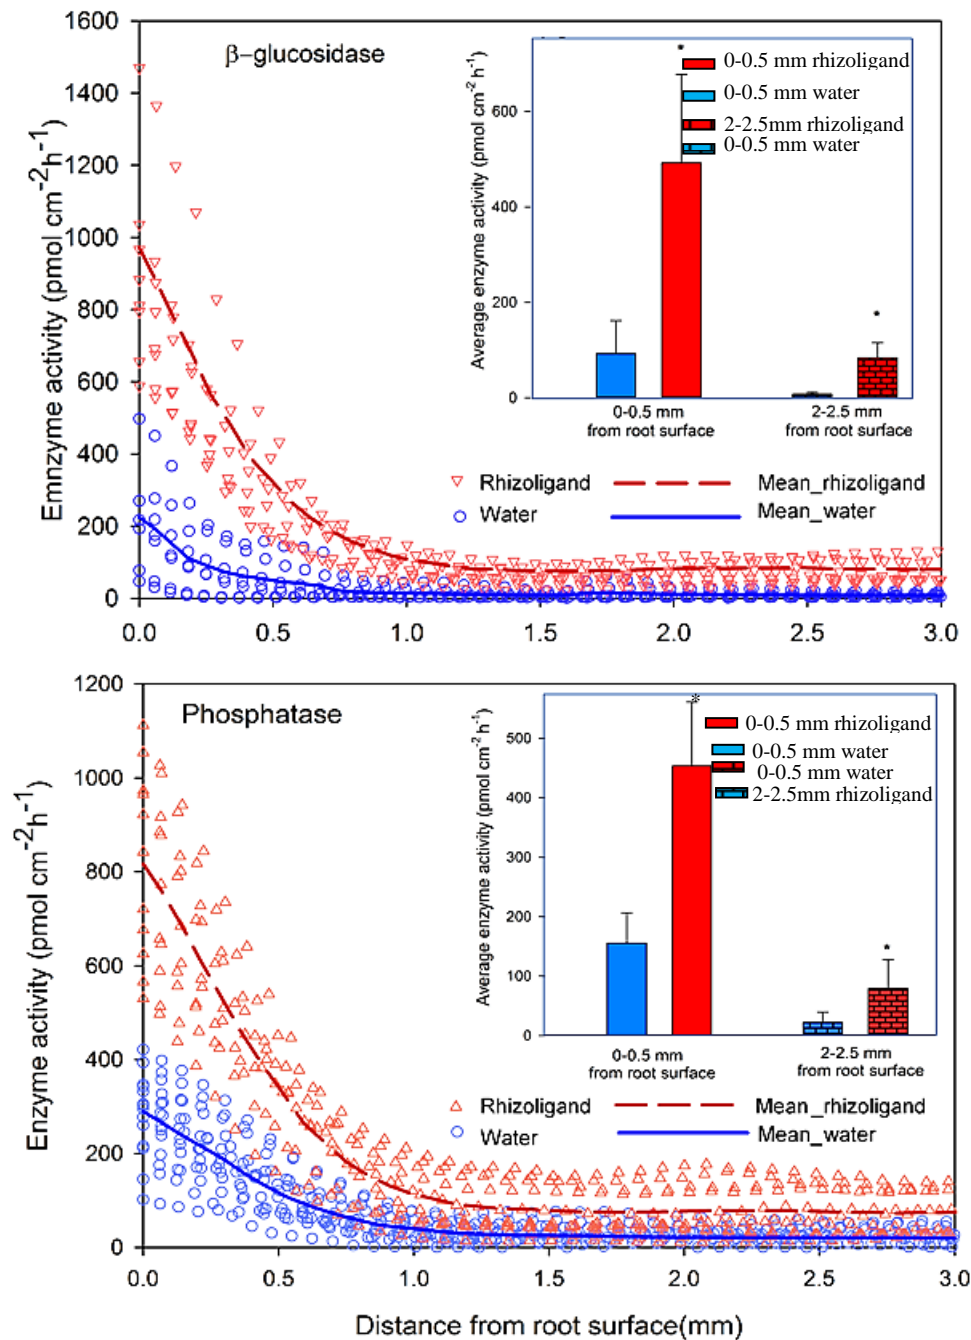 β-glucosidase
Emnzyme activity (pmol cm-2h-1)
1600
1400
1200
1000
800
600
400
200
0
0.0 0.5 1.0 1.5 2.0 2.5 3.0
Average enzyme activity (pmol cm-2 h-1)
600
400
200
0
*
0-0.5 mm rhizoligand
0-0.5 mm water
2-2.5mm rhizoligand
0-0.5 mm water
*
0-0.5 mm
from root surface
2-2.5 mm
from root surface
Rhizoligand Mean_rhizoligand
Water Mean_water
Phosphatase
Enzyme activity (pmol cm-2h-1)
1200
1000
800
600
400
200
0
0.0 0.5 1.0 1.5 2.0 2.5 3.0
Average enzyme activity (pmol cm-2 h-1)
500
400
300
200
100
0
*
0-0.5 mm rhizoligand
0-0.5 mm water
0-0.5 mm water
2-2.5mm rhizoligand
*
0-0.5 mm
from root surface
2-2.5 mm
from root surface
Rhizoligand Mean_rhizoligand
Water Mean_water
Distance from root surface(mm)